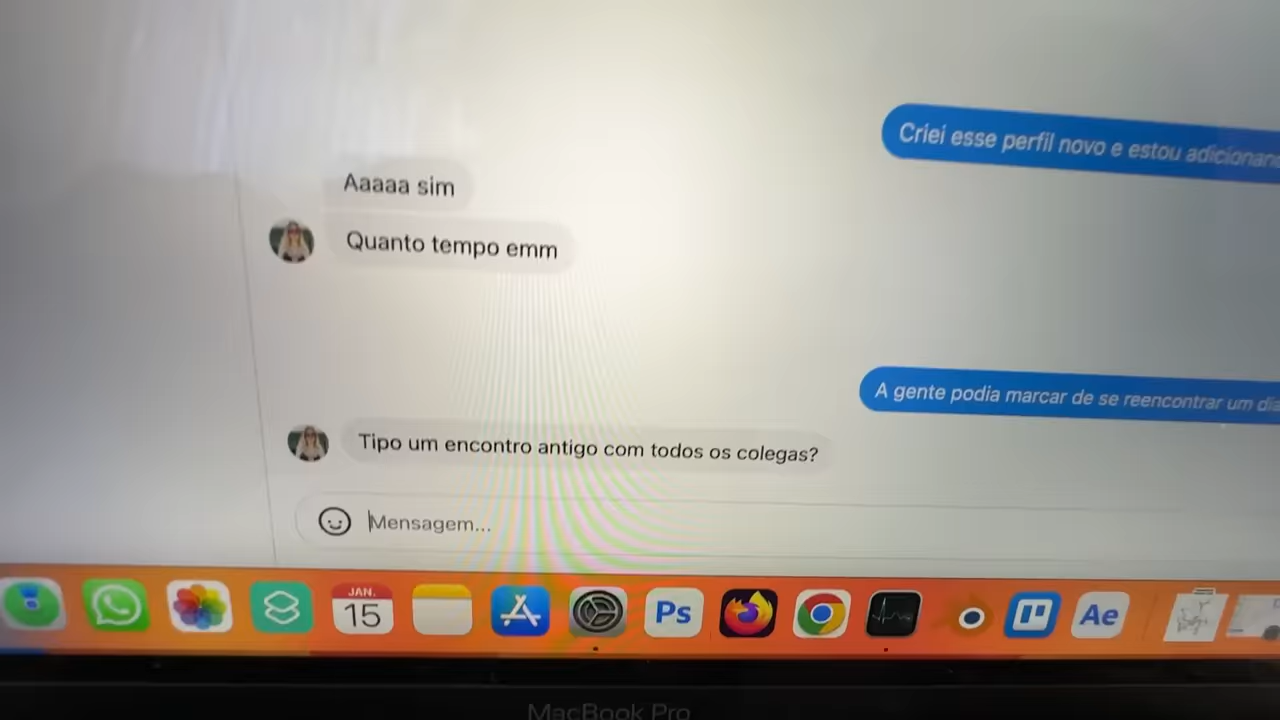 Criei esse perfil novo e estou
Aaaaa sim
Quanto tempo emm
A gente podia marcar de se reencontrar um
Tipo um encontro antigo com todos os colegas?
Mensagem...
JAN.
15
Ps
Ae
MacBook Pro